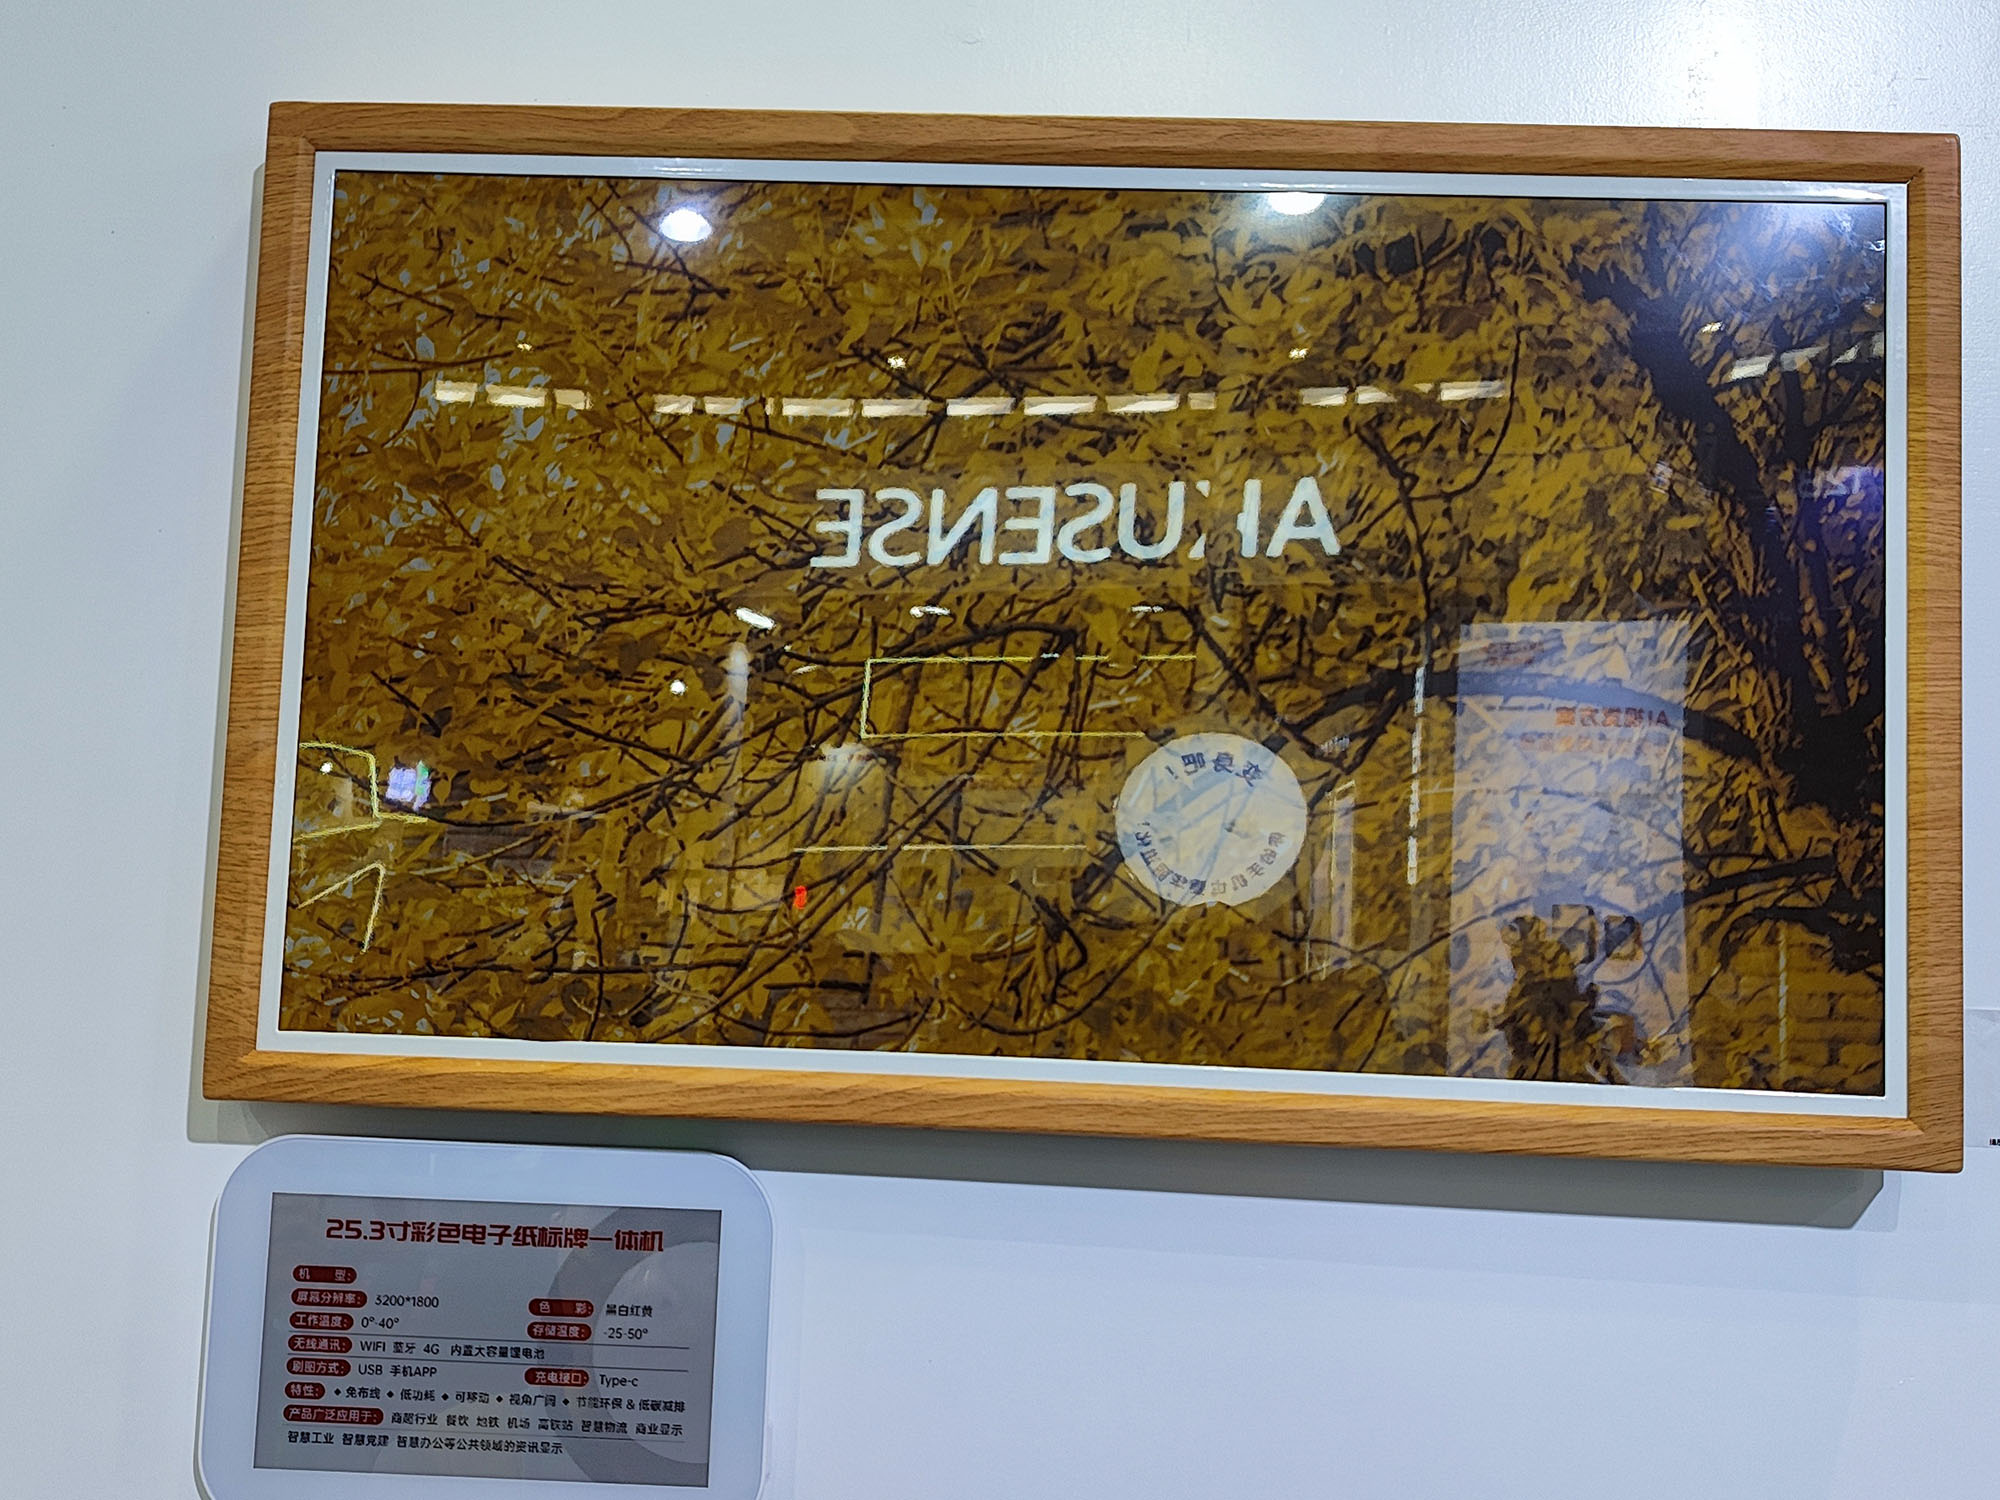 AI
USENSE
变身吧！
25.3寸彩色电子纸标牌一体机
机 型：
屏幕分辨率： 3200*1800 色 彩： 黑白红黄
工作温度： 0°-40° 存储温度： -25-50°
无线通讯： WIFI 蓝牙 4G 内置大容量锂电池
刷图方式： USB 手机APP 充电接口： Type-c
特性： ◆ 免布线 ◆ 低功耗 ◆ 可移动 ◆ 视角广阔 ◆ 节能环保 & 低碳减排
产品广泛应用于： 商超行业 餐饮 地铁 机场 高铁站 智慧物流 商业显示
智慧工业 智慧党建 智慧办公等公共领域的资讯显示